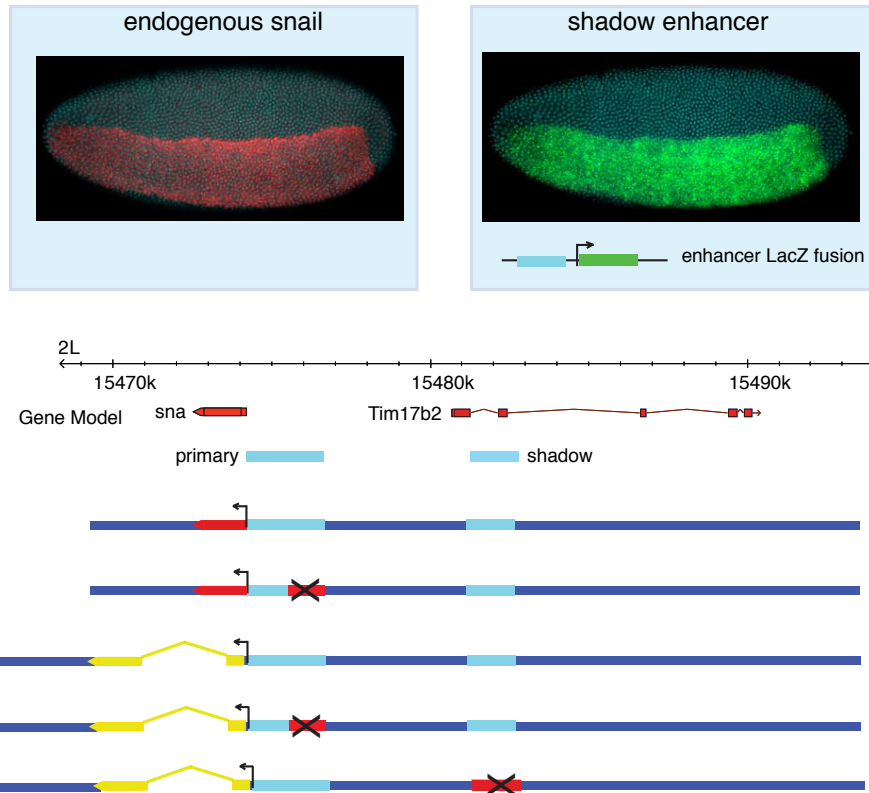 endogenous snail
shadow enhancer
enhancer LacZ fusion
2L
15470k 15480k 15490k
Gene Model sna Tim17b2
primary shadow